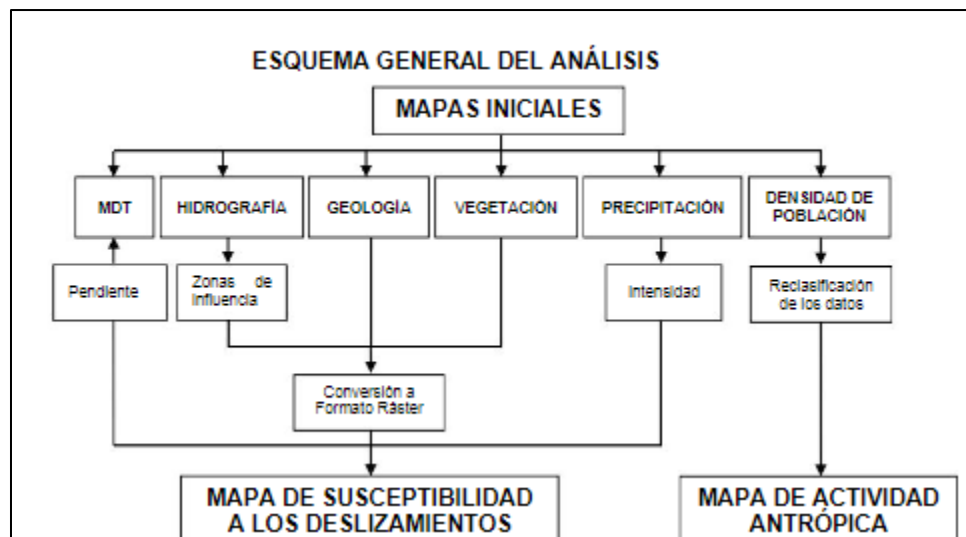 ESQUEMA GENERAL DEL ANÁLISIS
MAPAS INICIALES
MDT
HIDROGRAFÍA
GEOLOGÍA
VEGETACIÓN
PRECIPITACIÓN
DENSIDAD DE
POBLACIÓN
Pendiente
Zonas de
Influencia
Intensidad
Reclasificación
de los datos
Conversión a
Formato Ráster
MAPA DE SUSCEPTIBILIDAD
A LOS DESLIZAMIENTOS
MAPA DE ACTIVIDAD
ANTRÓPICA